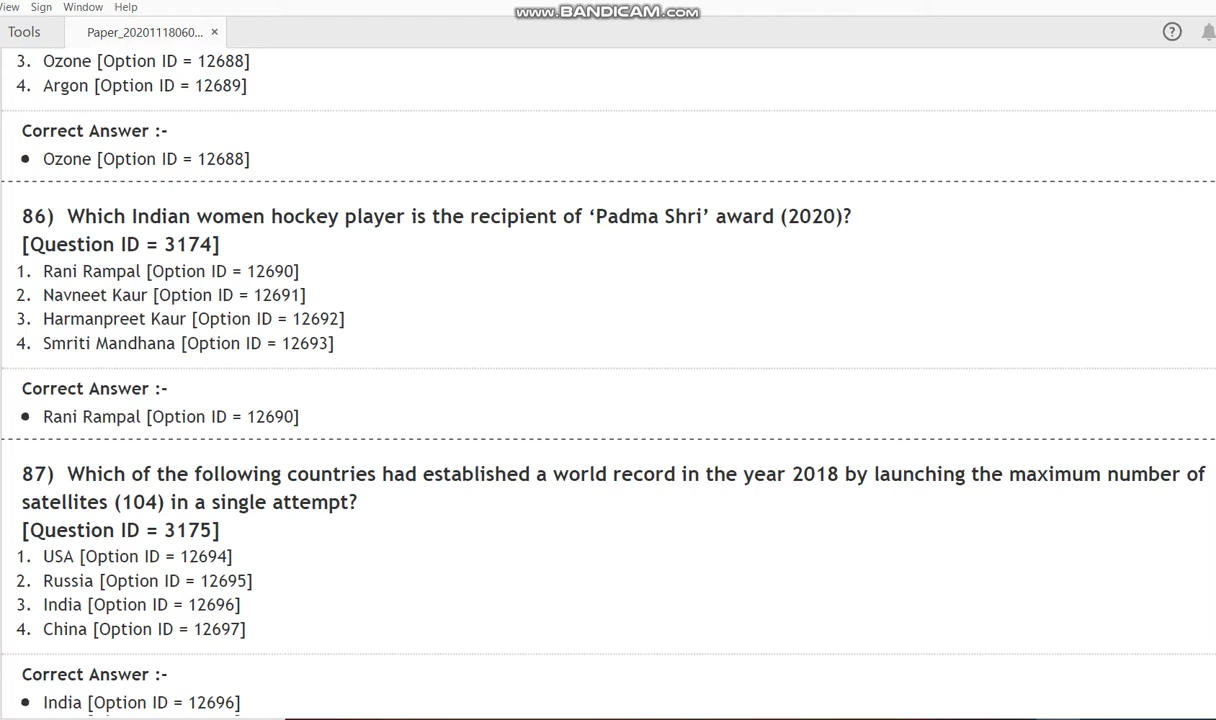 View Sign Window Help
www.BANDICAM.com
Tools Paper_20201118060... ×
3. Ozone [Option ID = 12688]
4. Argon [Option ID = 12689]
Correct Answer :-
• Ozone [Option ID = 12688]
86) Which Indian women hockey player is the recipient of ‘Padma Shri’ award (2020)?
[Question ID = 3174]
1. Rani Rampal [Option ID = 12690]
2. Navneet Kaur [Option ID = 12691]
3. Harmanpreet Kaur [Option ID = 12692]
4. Smriti Mandhana [Option ID = 12693]
Correct Answer :-
• Rani Rampal [Option ID = 12690]
87) Which of the following countries had established a world record in the year 2018 by launching the maximum number of
satellites (104) in a single attempt?
[Question ID = 3175]
1. USA [Option ID = 12694]
2. Russia [Option ID = 12695]
3. India [Option ID = 12696]
4. China [Option ID = 12697]
Correct Answer :-
• India [Option ID = 12696]